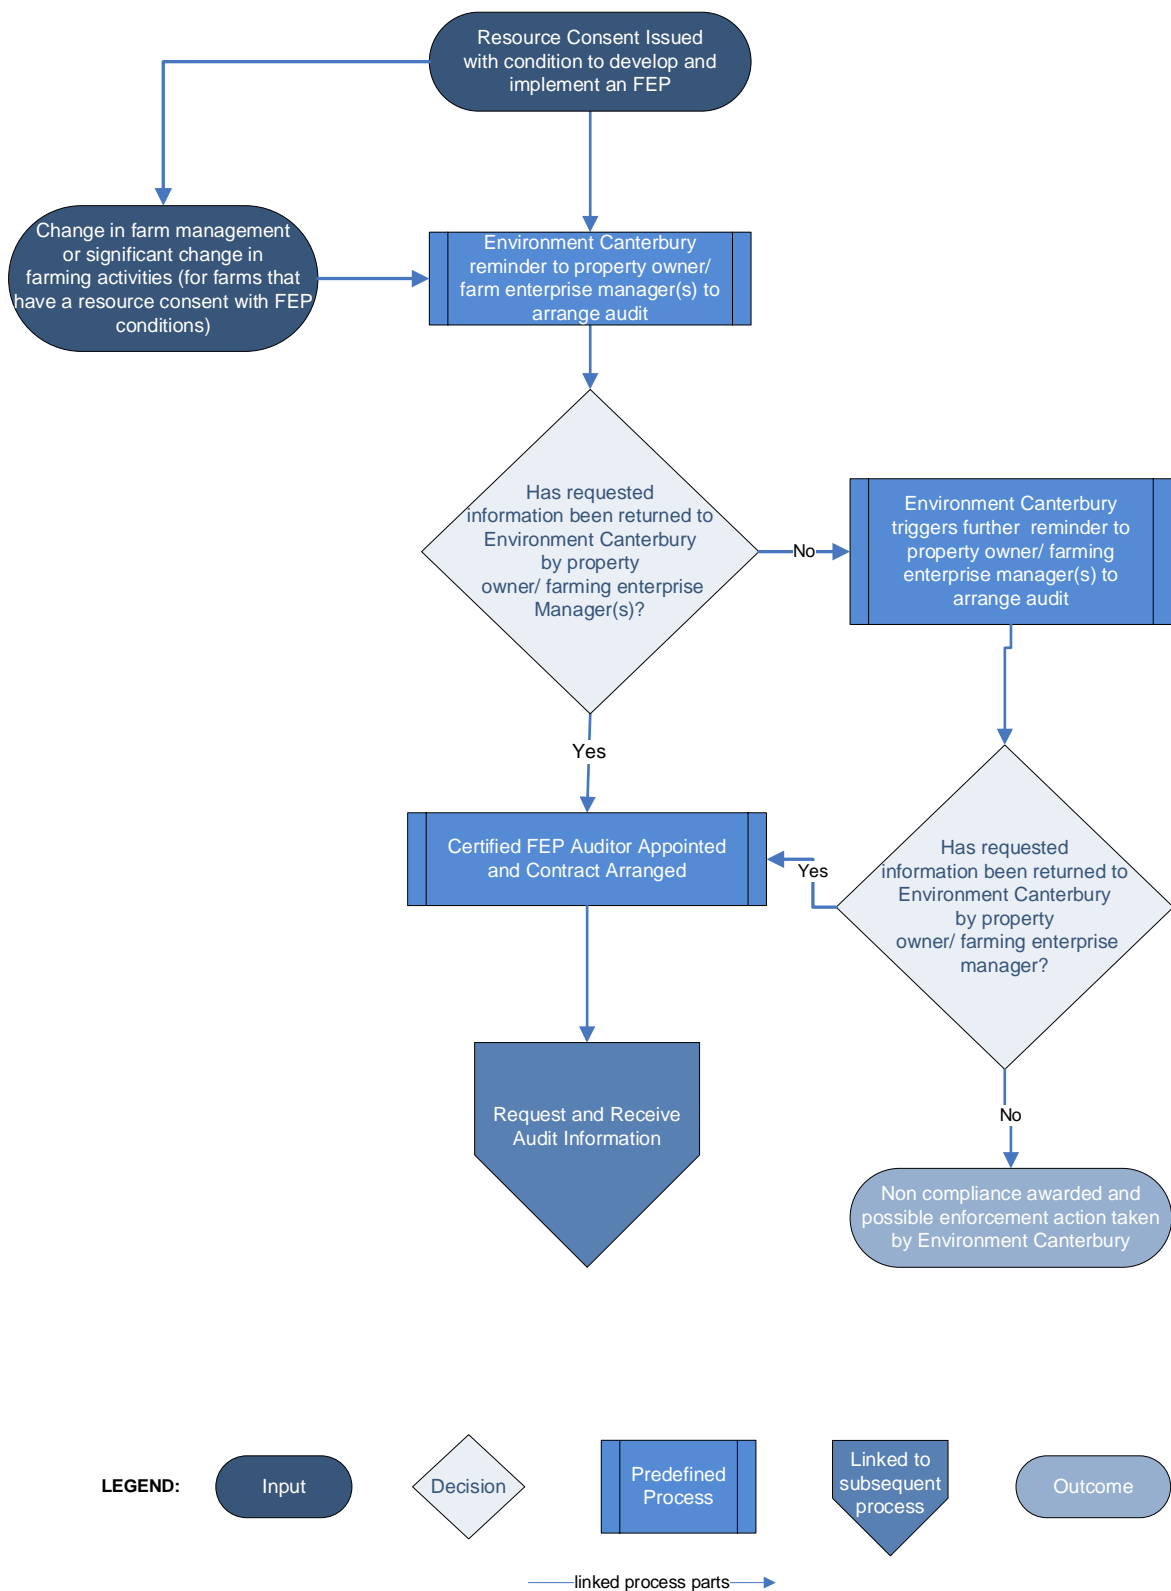 Resource Consent Issued
with condition to develop and
implement an FEP
Change in farm management
or significant change in
farming activities (for farms that
have a resource consent with FEP
conditions)
Environment Canterbury
reminder to property owner/
farm enterprise manager(s) to
arrange audit
Has requested
information been returned to
Environment Canterbury
by property
owner/ farming enterprise
Manager(s)?
No
Environment Canterbury
triggers further reminder to
property owner/ farming
enterprise manager(s) to
arrange audit
Yes
Certified FEP Auditor Appointed
and Contract Arranged
Yes
Has requested
information been returned to
Environment Canterbury
by property
owner/ farming enterprise
manager?
Request and Receive
Audit Information
No
Non compliance awarded and
possible enforcement action taken
by Environment Canterbury
LEGEND:
Input
Decision
Predefined
Process
Linked to
subsequent
process
Outcome
linked process parts